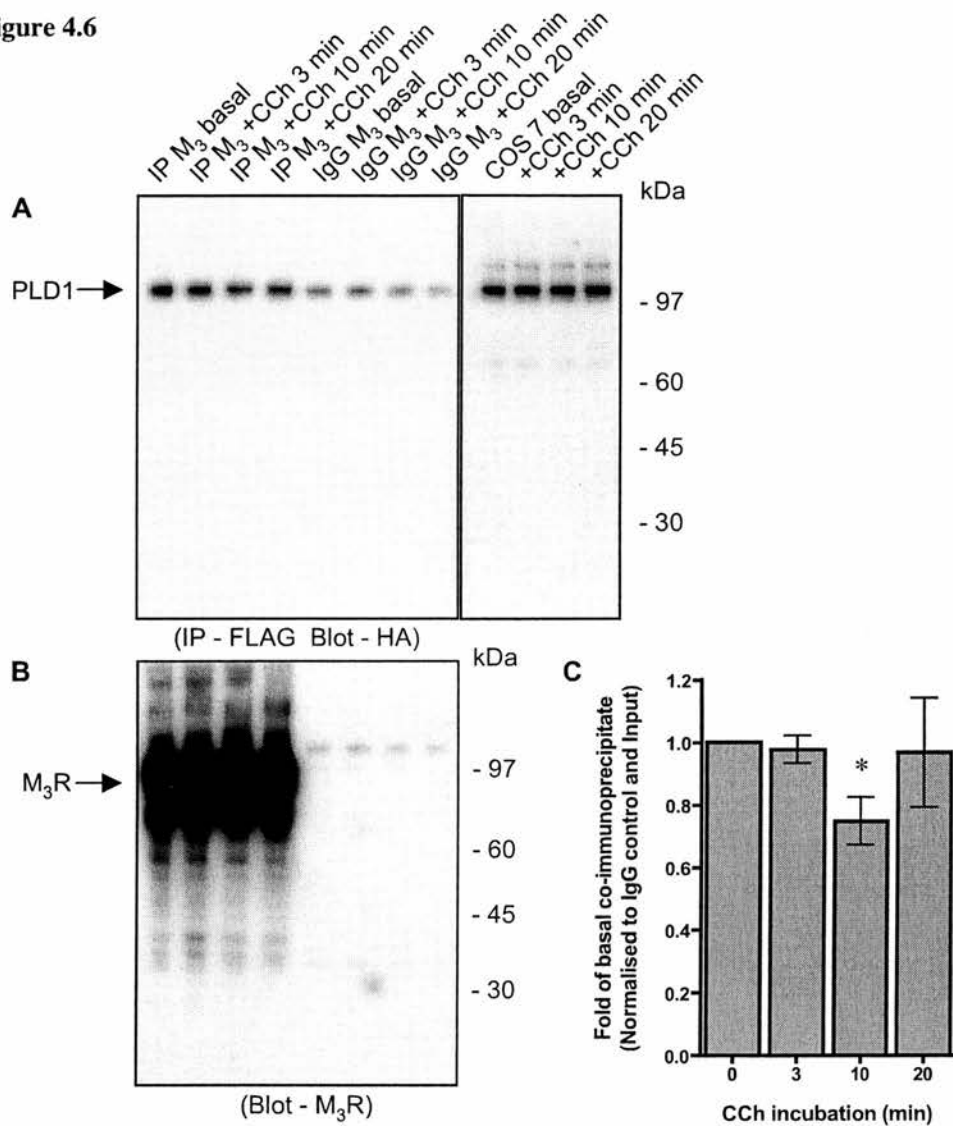 igure 4.6
IP M₃ basal
IP M₃ +CCh 3 min
IP M₃ +CCh 10 min
IP M₃ +CCh 20 min
IgG M₃ basal
IgG M₃ +CCh 3 min
IgG M₃ +CCh 10 min
IgG M₃ +CCh 20 min
COS 7 basal
+CCh 3 min
+CCh 10 min
+CCh 20 min
A
kDa
PLD1
- 97
- 60
- 45
- 30
(IP - FLAG Blot - HA)
B
kDa
M₃R
- 97
- 60
- 45
- 30
(Blot - M₃R)
C
Fold of basal co-immunoprecipitate
(Normalised to IgG control and Input)
1.2
1.0
0.8
0.6
0.4
0.2
0.0
*
0 3 10 20
CCh incubation (min)